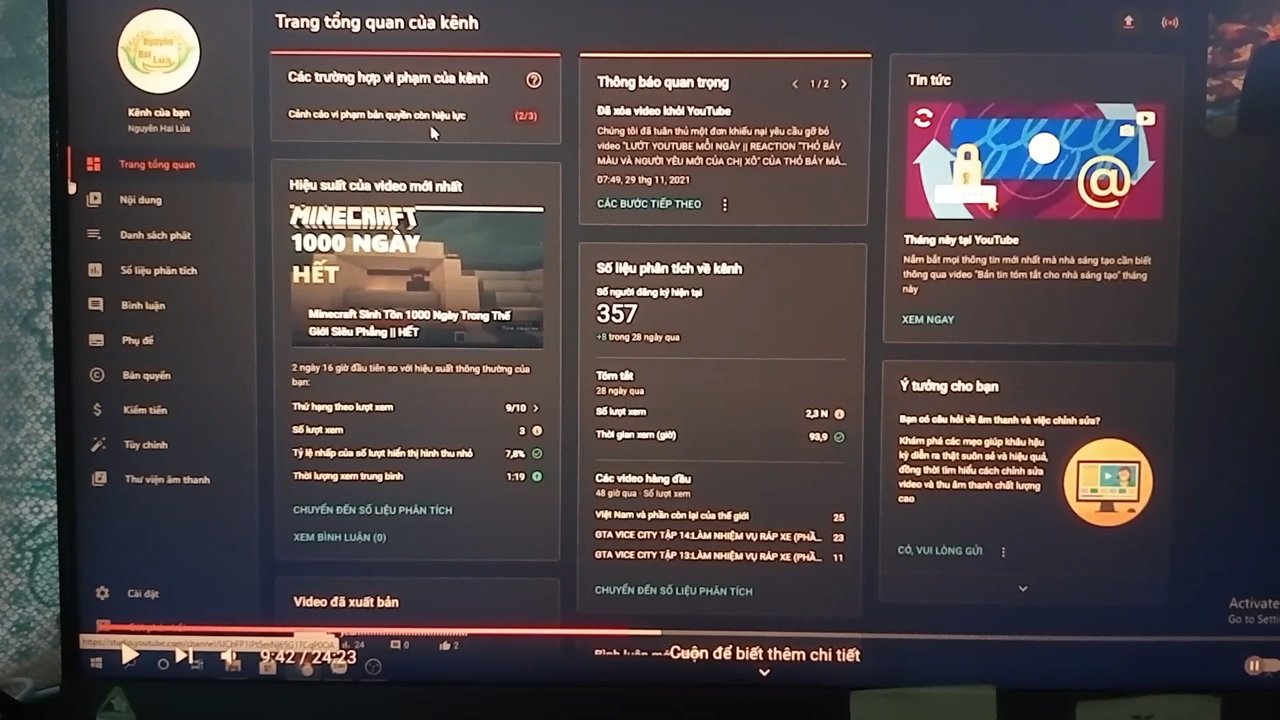 Trang tổng quan của kênh
Nguyễn
Hai
Lua
Kênh của bạn
Nguyễn Hai Lúa
Trang tổng quan
Nội dung
Danh sách phát
Số liệu phân tích
Bình luận
Phụ đề
Bản quyền
Kiếm tiền
Tùy chỉnh
Thư viện âm thanh
Cài đặt
Các trường hợp vi phạm của kênh
Cảnh cáo vi phạm bản quyền còn hiệu lực (2/3)
Hiệu suất của video mới nhất
MINECRAFT
1000 NGÀY
HẾT
Minecraft Sinh Tồn 1000 Ngày Trong Thế
Giới Siêu Phẳng || HẾT
2 ngày 16 giờ đầu tiên so với hiệu suất thông thường của
bạn:
Thứ hạng theo lượt xem 9/10
Số lượt xem 3
Tỷ lệ nhấp của số lượt hiển thị hình thu nhỏ 7,8%
Thời lượng xem trung bình 1:19
CHUYỂN ĐẾN SỐ LIỆU PHÂN TÍCH
XEM BÌNH LUẬN (0)
Video đã xuất bản
Thông báo quan trọng 1/2
Đã xóa video khỏi YouTube
Chúng tôi đã tuân thủ một đơn khiếu nại yêu cầu gỡ bỏ
video "LƯỚT YOUTUBE MỖI NGÀY || REACTION "THỎ BẢY
MÀU VÀ NGƯỜI YÊU MỚI CỦA CHỊ XÔ" CỦA THỎ BẢY MÀ...
07:49, 29 thg 11, 2021
CÁC BƯỚC TIẾP THEO
Số liệu phân tích về kênh
Số người đăng ký hiện tại
357
+8 trong 28 ngày qua
Tóm tắt
28 ngày qua
Số lượt xem 2,3 N
Thời gian xem (giờ) 93,9
Các video hàng đầu
48 giờ qua · Số lượt xem
Việt Nam và phần còn lại của thế giới 25
GTA VICE CITY TẬP 14:LÀM NHIỆM VỤ RÁP XE (PHẦ... 23
GTA VICE CITY TẬP 13:LÀM NHIỆM VỤ RÁP XE (PHẦ... 11
CHUYỂN ĐẾN SỐ LIỆU PHÂN TÍCH
Tin tức
@
Tháng này tại YouTube
Nắm bắt mọi thông tin mới nhất mà nhà sáng tạo cần biết
thông qua video "Bản tin tóm tắt cho nhà sáng tạo" tháng
này
XEM NGAY
Ý tưởng cho bạn
Bạn có câu hỏi về âm thanh và việc chỉnh sửa?
Khám phá các mẹo giúp khâu hậu
kỳ diễn ra thật suôn sẻ và hiệu quả,
đồng thời tìm hiểu cách chỉnh sửa
video và thu âm thanh chất lượng
cao
CÓ, VUI LÒNG GỬI
Activate
Go to Setti
24 0 2
9:42 / 24:23
Cuộn để biết thêm chi tiết